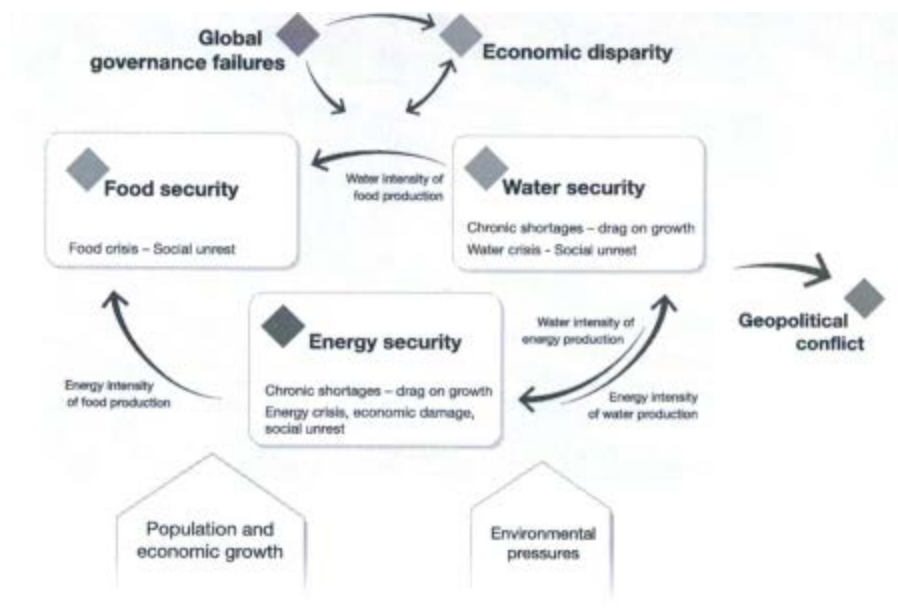 Global
governance failures
Economic disparity
Food security
Food crisis – Social unrest
Water intensity of
food production
Water security
Chronic shortages – drag on growth
Water crisis - Social unrest
Geopolitical
conflict
Energy security
Chronic shortages – drag on growth
Energy crisis, economic damage,
social unrest
Water intensity of
energy production
Energy intensity
of water production
Energy intensity
of food production
Population and
economic growth
Environmental
pressures